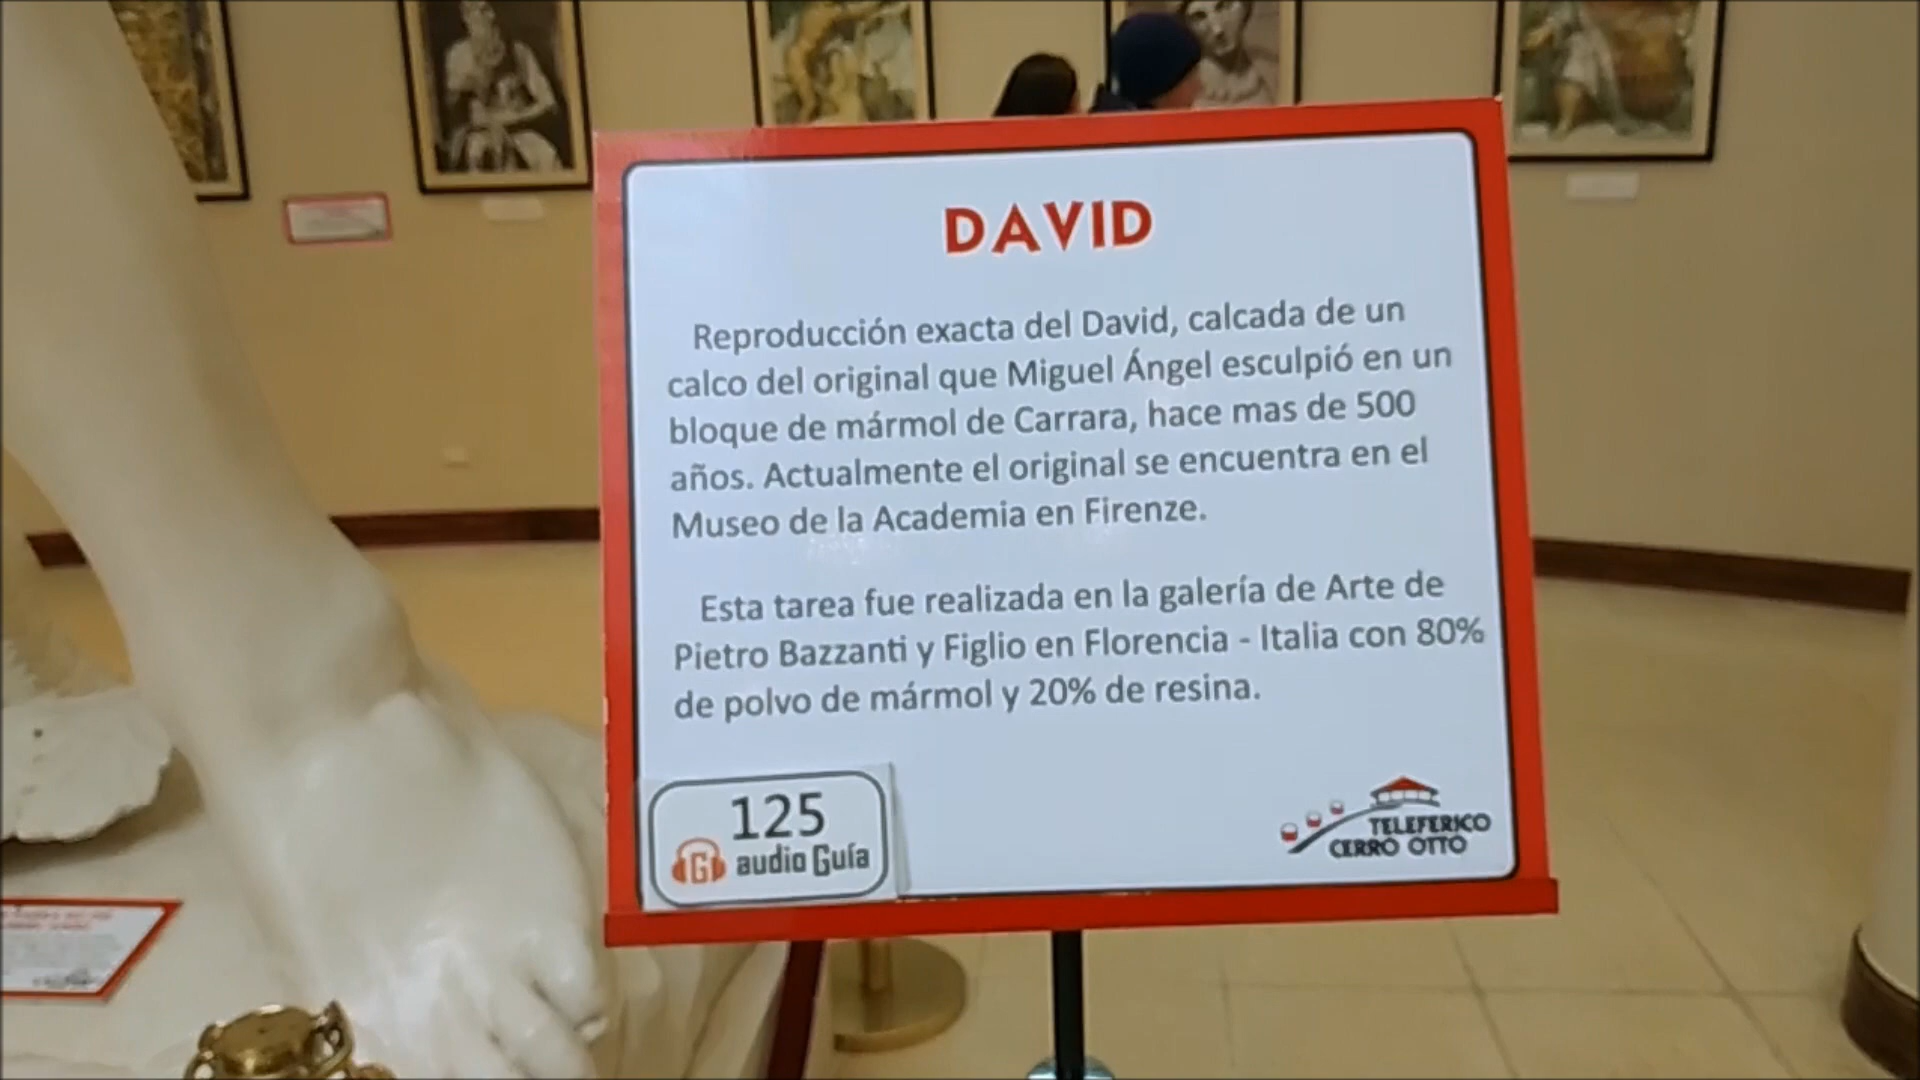 DAVID
Reproducción exacta del David, calcada de un
calco del original que Miguel Ángel esculpió en un
bloque de mármol de Carrara, hace mas de 500
años. Actualmente el original se encuentra en el
Museo de la Academia en Firenze.
Esta tarea fue realizada en la galería de Arte de
Pietro Bazzanti y Figlio en Florencia - Italia con 80%
de polvo de mármol y 20% de resina.
125
G audio Guía
TELEFERICO
CERRO OTTO